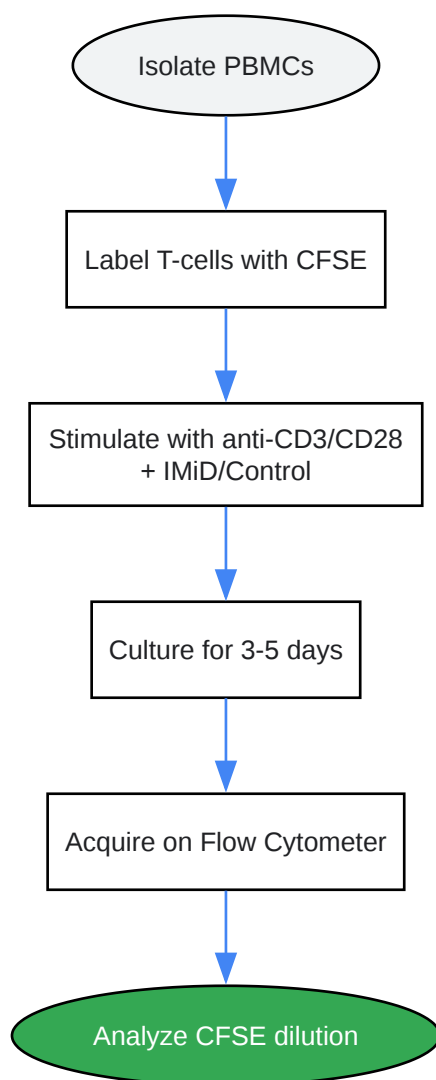 Isolate PBMCs
Label T-cells with CFSE
Stimulate with anti-CD3/CD28
+ IMiD/Control
Culture for 3-5 days
Acquire on Flow Cytometer
Analyze CFSE dilution